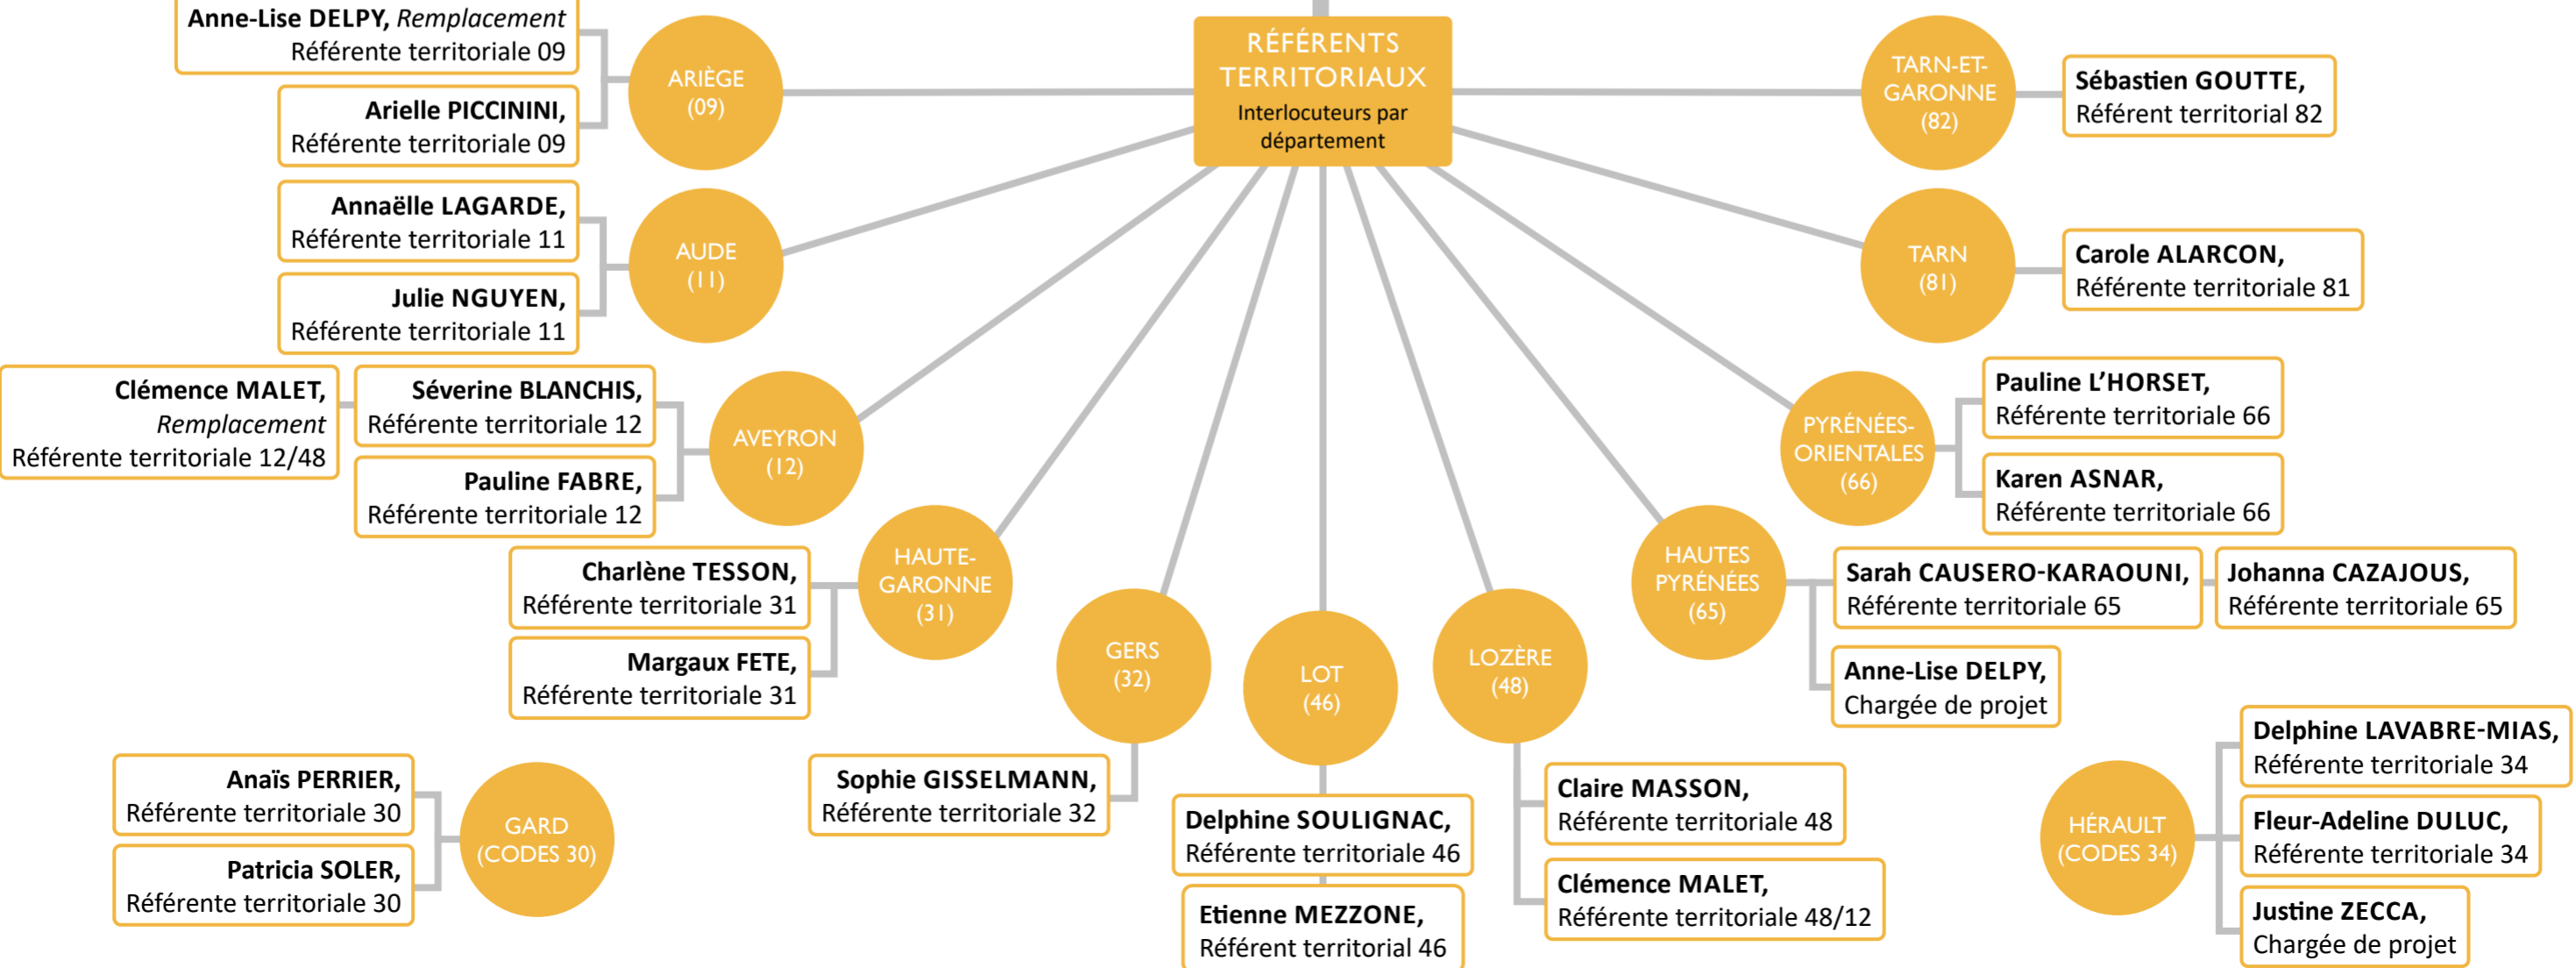 RÉFÉRENTS
TERRITORIAUX
Interlocuteurs par
département
Anne-Lise DELPY, Remplacement
Référente territoriale 09
Arielle PICCININI,
Référente territoriale 09
ARIÈGE
(09)
Annaëlle LAGARDE,
Référente territoriale 11
Julie NGUYEN,
Référente territoriale 11
AUDE
(11)
Clémence MALET,
Remplacement
Référente territoriale 12/48
Séverine BLANCHIS,
Référente territoriale 12
Pauline FABRE,
Référente territoriale 12
AVEYRON
(12)
Charlène TESSON,
Référente territoriale 31
Margaux FETE,
Référente territoriale 31
HAUTE-
GARONNE
(31)
Anaïs PERRIER,
Référente territoriale 30
Patricia SOLER,
Référente territoriale 30
GARD
(CODES 30)
GERS
(32)
Sophie GISSELMANN,
Référente territoriale 32
LOT
(46)
Delphine SOULIGNAC,
Référente territoriale 46
Etienne MEZZONE,
Référent territorial 46
LOZÈRE
(48)
Claire MASSON,
Référente territoriale 48
Clémence MALET,
Référente territoriale 48/12
HAUTES
PYRÉNÉES
(65)
Sarah CAUSERO-KARAOUNI,
Référente territoriale 65
Johanna CAZAJOUS,
Référente territoriale 65
Anne-Lise DELPY,
Chargée de projet
PYRÉNÉES-
ORIENTALES
(66)
Pauline L’HORSET,
Référente territoriale 66
Karen ASNAR,
Référente territoriale 66
TARN
(81)
Carole ALARCON,
Référente territoriale 81
TARN-ET-
GARONNE
(82)
Sébastien GOUTTE,
Référent territorial 82
HÉRAULT
(CODES 34)
Delphine LAVABRE-MIAS,
Référente territoriale 34
Fleur-Adeline DULUC,
Référente territoriale 34
Justine ZECCA,
Chargée de projet